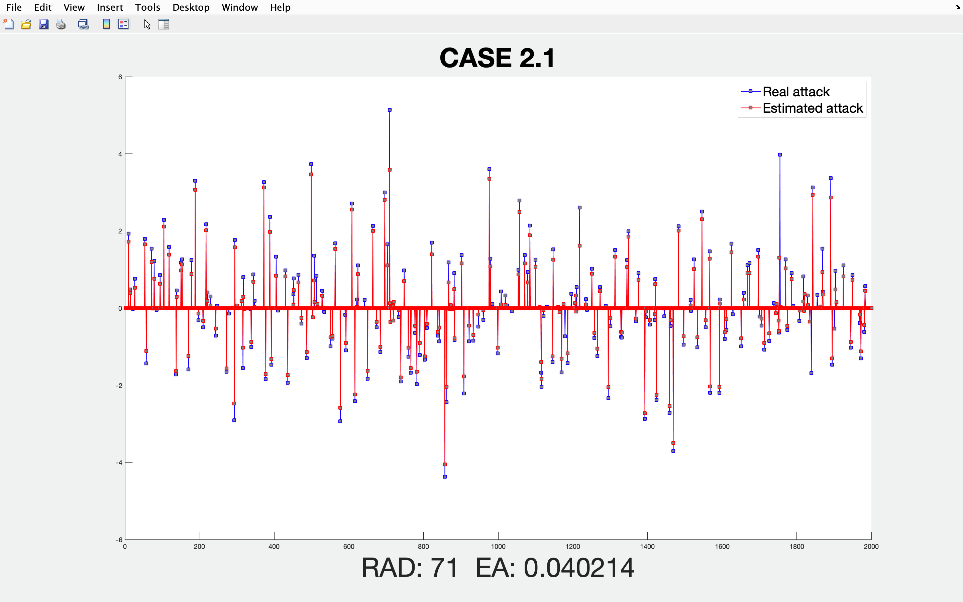 File Edit View Insert Tools Desktop Window Help
CASE 2.1
Real attack
Estimated attack
6
4
2
0
-2
-4
-6
0 200 400 600 800 1000 1200 1400 1600 1800 2000
RAD: 71 EA: 0.040214